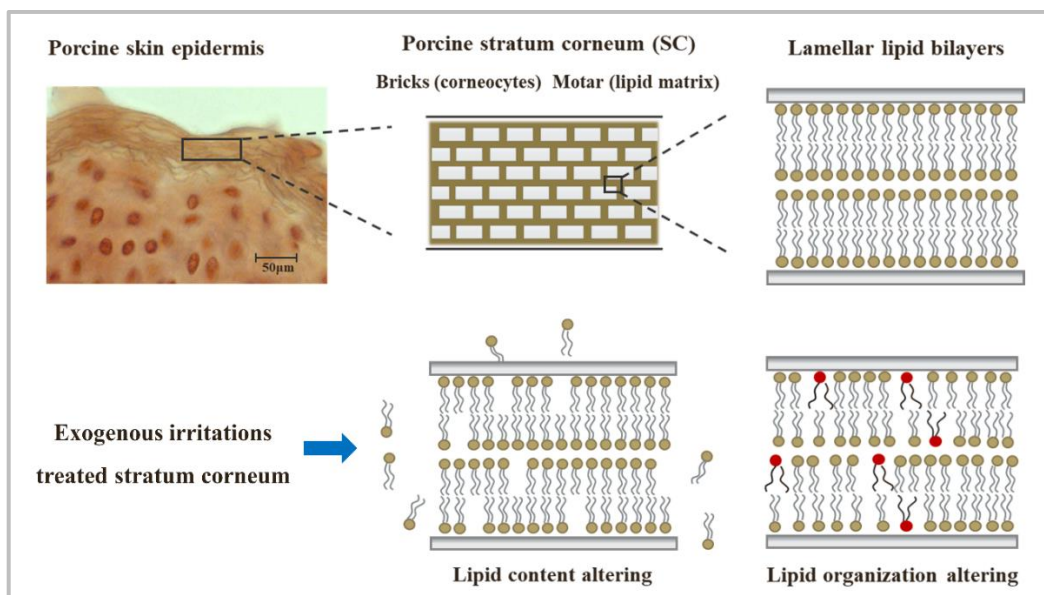 Porcine skin epidermis
Porcine stratum corneum (SC)
Bricks (corneocytes) Motar (lipid matrix)
Lamellar lipid bilayers
50μm
Exogenous irritations
treated stratum corneum
Lipid content altering
Lipid organization altering